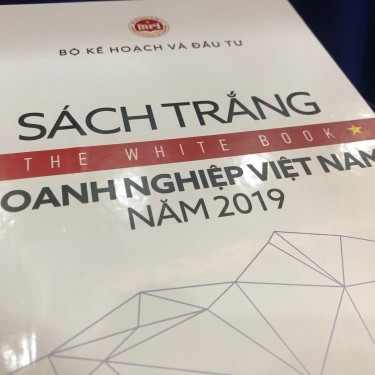 mpi
BỘ KẾ HOẠCH VÀ ĐẦU TƯ
SÁCH TRẮNG
THE WHITE BOOK
OANH NGHIỆP VIỆT NAM
NĂM 2019